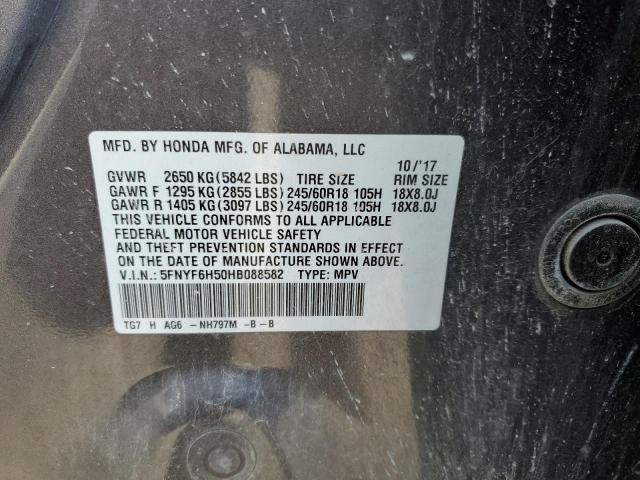 MFD. BY HONDA MFG. OF ALABAMA, LLC
10/'17
GVWR 2650 KG (5842 LBS) TIRE SIZE RIM SIZE
GAWR F 1295 KG (2855 LBS) 245/60R18 105H 18X8.0J
GAWR R 1405 KG (3097 LBS) 245/60R18 105H 18X8.0J
THIS VEHICLE CONFORMS TO ALL APPLICABLE
FEDERAL MOTOR VEHICLE SAFETY
AND THEFT PREVENTION STANDARDS IN EFFECT
ON THE DATE OF MANUFACTURE SHOWN ABOVE.
V.I.N.: 5FNYF6H50HB088582 TYPE: MPV
TG7 H AG6 -NH797M -B-B